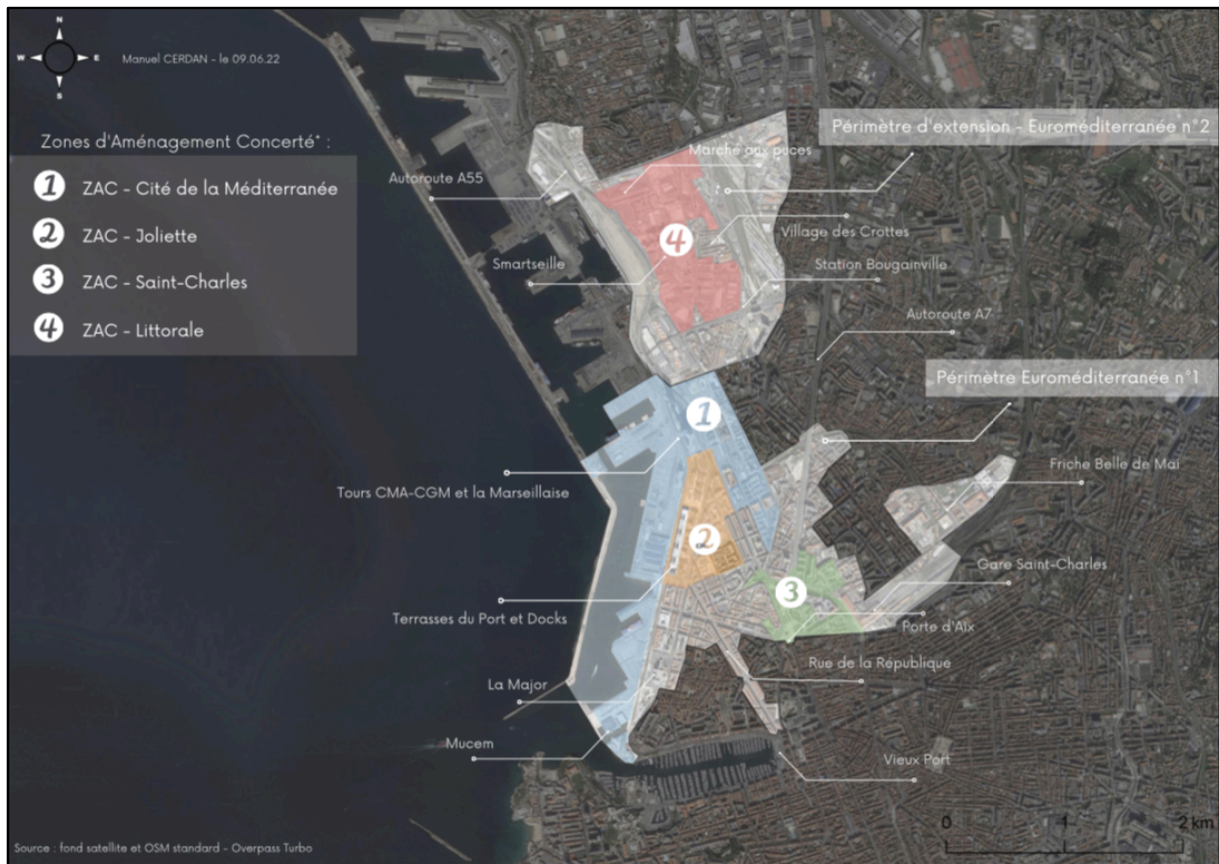 N
W
E
S
Manuel CERDAN - le 09.06.22
Zones d'Aménagement Concerté* :
1 ZAC - Cité de la Méditerranée
2 ZAC - Joliette
3 ZAC - Saint-Charles
4 ZAC - Littorale
Périmètre d'extension - Euroméditerranée n°2
Marché aux puces
Autoroute A55
4
Village des Crottes
Smartseille
Station Bougainville
Autoroute A7
Périmètre Euroméditerranée n°1
1
Friche Belle de Mai
Tours CMA-CGM et la Marseillaise
2
Gare Saint-Charles
3
Terrasses du Port et Docks
Porte d'Aix
Rue de la République
La Major
Mucem
Vieux Port
0 1 2 km
Source : fond satellite et OSM standard - Overpass Turbo